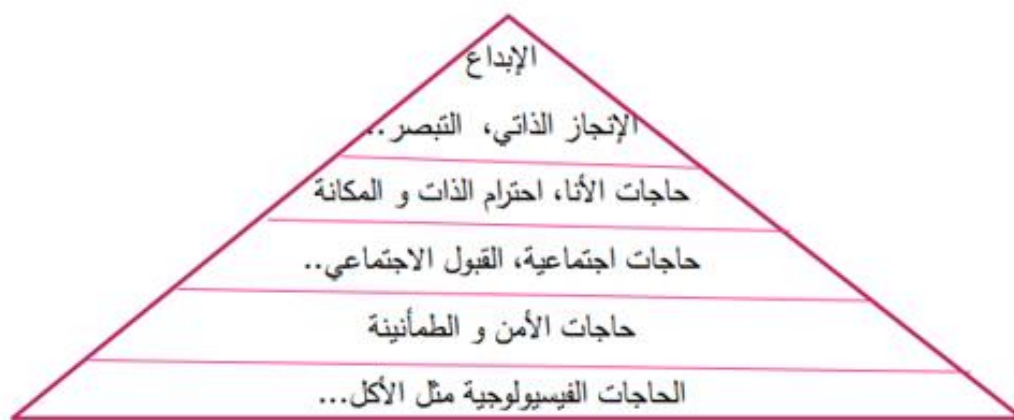 الإبداع
الإنجاز الذاتي، التبصر..
حاجات الأنا، احترام الذات و المكانة
حاجات اجتماعية، القبول الاجتماعي..
حاجات الأمن و الطمأنينة
الحاجات الفيسيولوجية مثل الأكل...